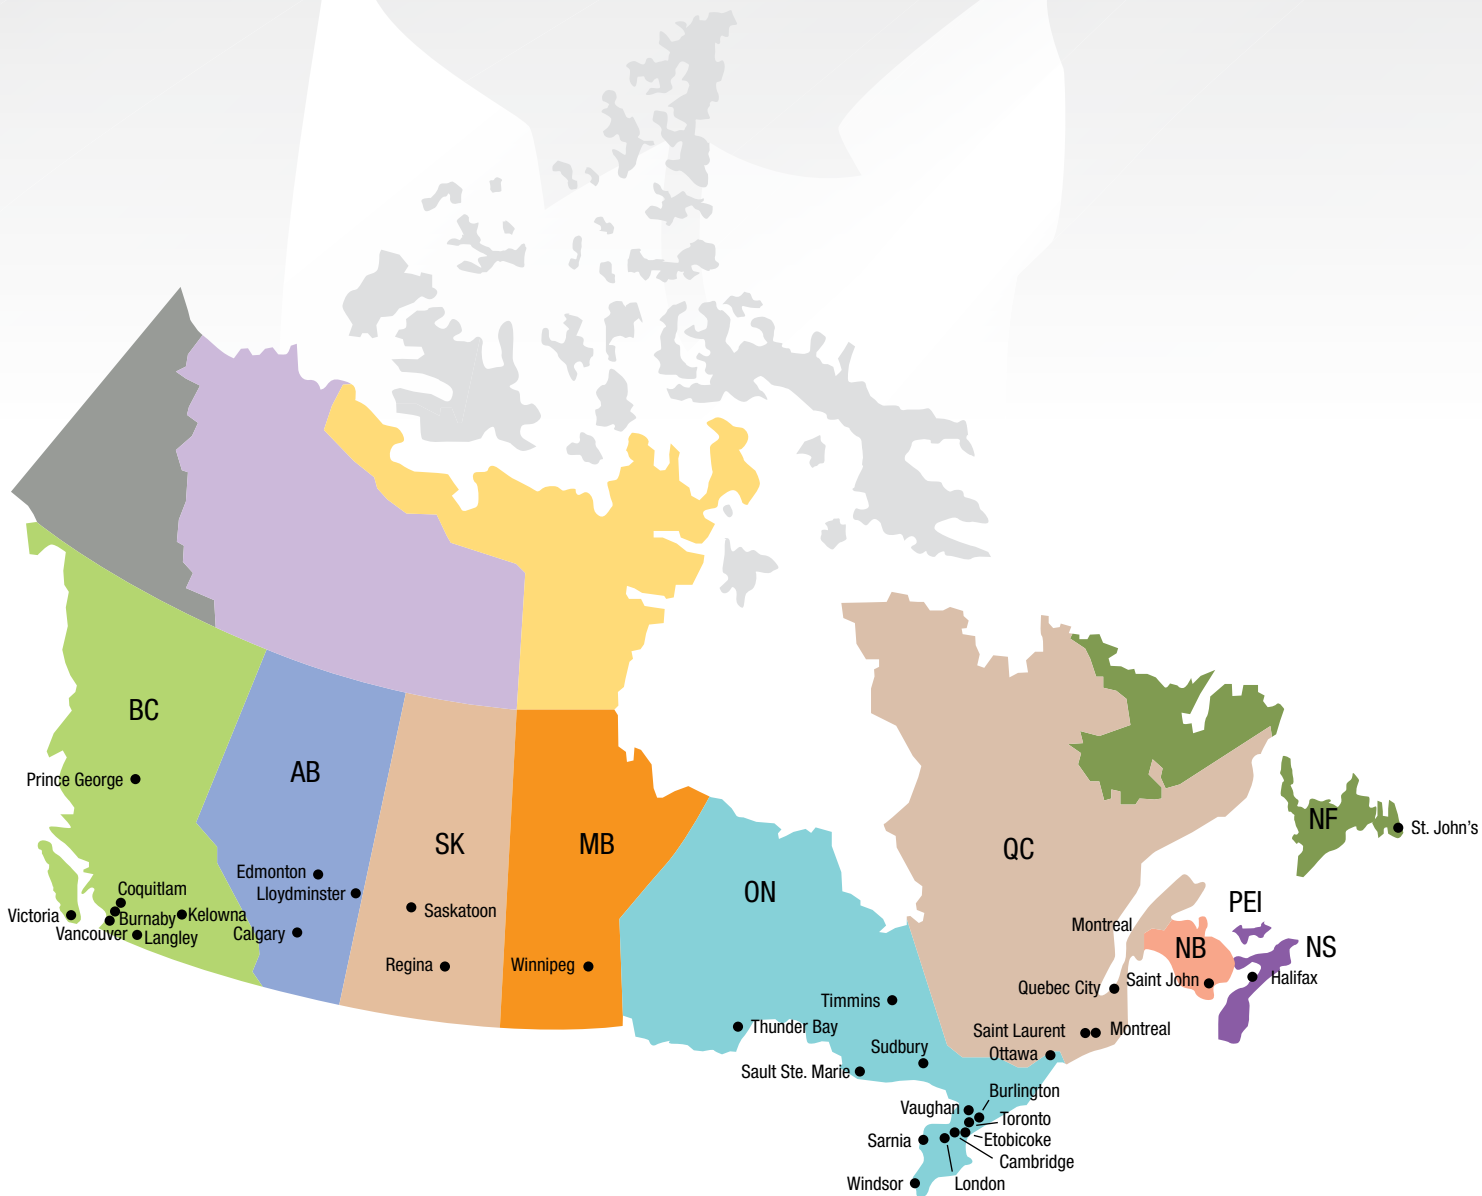 BC
Prince George
AB
SK
MB
ON
QC
NF
St. John's
Edmonton
Lloydminster
Coquitlam
Victoria
Burnaby
Kelowna
Vancouver
Langley
Calgary
Saskatoon
Regina
Winnipeg
PEI
Montreal
NB
NS
Saint John
Halifax
Quebec City
Timmins
Thunder Bay
Saint Laurent
Montreal
Sudbury
Ottawa
Sault Ste. Marie
Burlington
Vaughan
Toronto
Sarnia
Etobicoke
Cambridge
Windsor
London